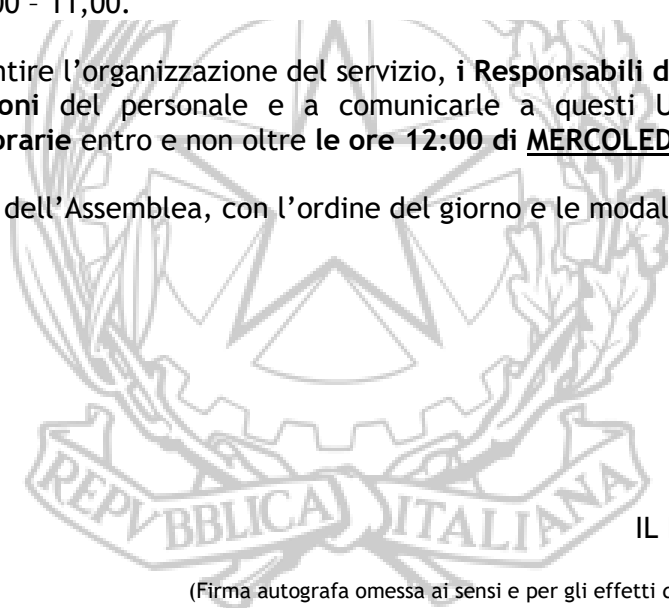 00 – 11,00.
ntire l’organizzazione del servizio, i Responsabili d
oni del personale e a comunicarle a questi U
orarie entro e non oltre le ore 12:00 di MERCOLED
dell’Assemblea, con l’ordine del giorno e le modal
REPVBBLICA ITALIANA
IL
(Firma autografa omessa ai sensi e per gli effetti